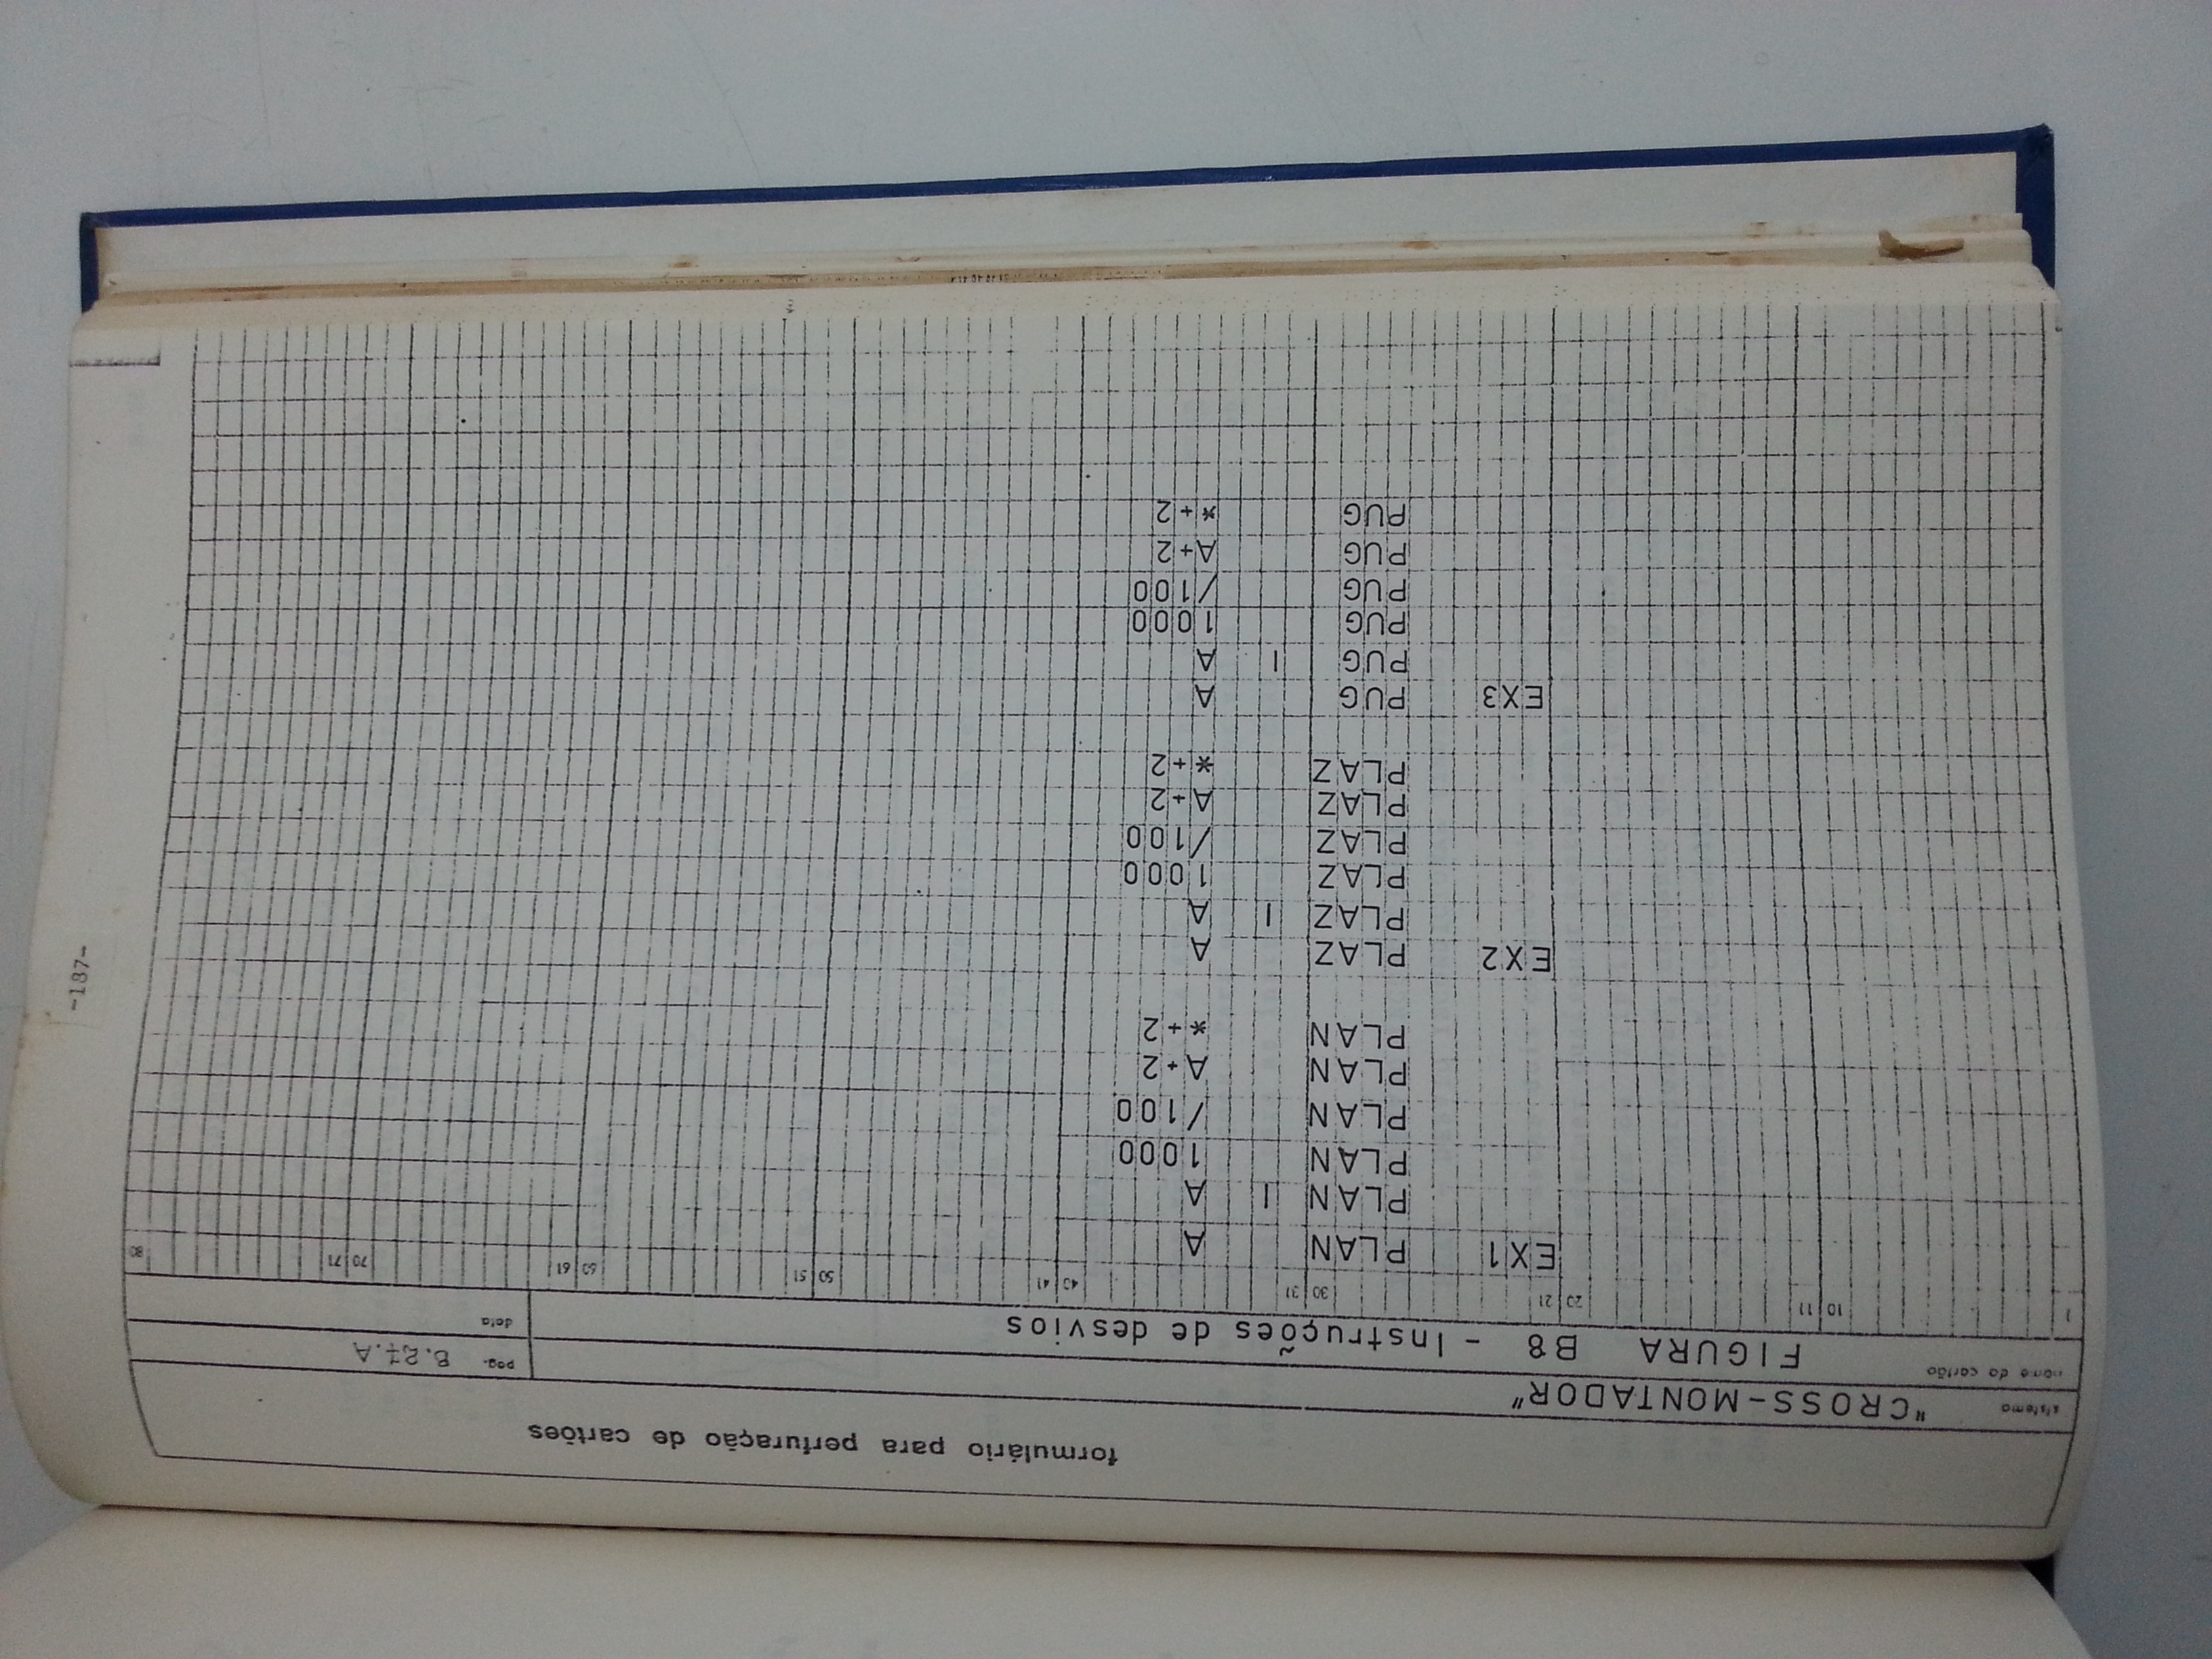 -187-
formulário para perfuração de cartões
sistema "CROSS-MONTADOR"
nome do cartão FIGURA B8 - Instruções de desvios
pag. B.27.A
data
1 10 11 20 21 30 31 40 41 50 51 60 61 70 71 80
EX1 PLAN A
PLAN I A
PLAN 1000
PLAN /100
PLAN A+2
PLAN *+2
EX2 PLAZ A
PLAZ I A
PLAZ 1000
PLAZ /100
PLAZ A+2
PLAZ *+2
EX3 PUG A
PUG I A
PUG 1000
PUG /100
PUG A+2
PUG *+2